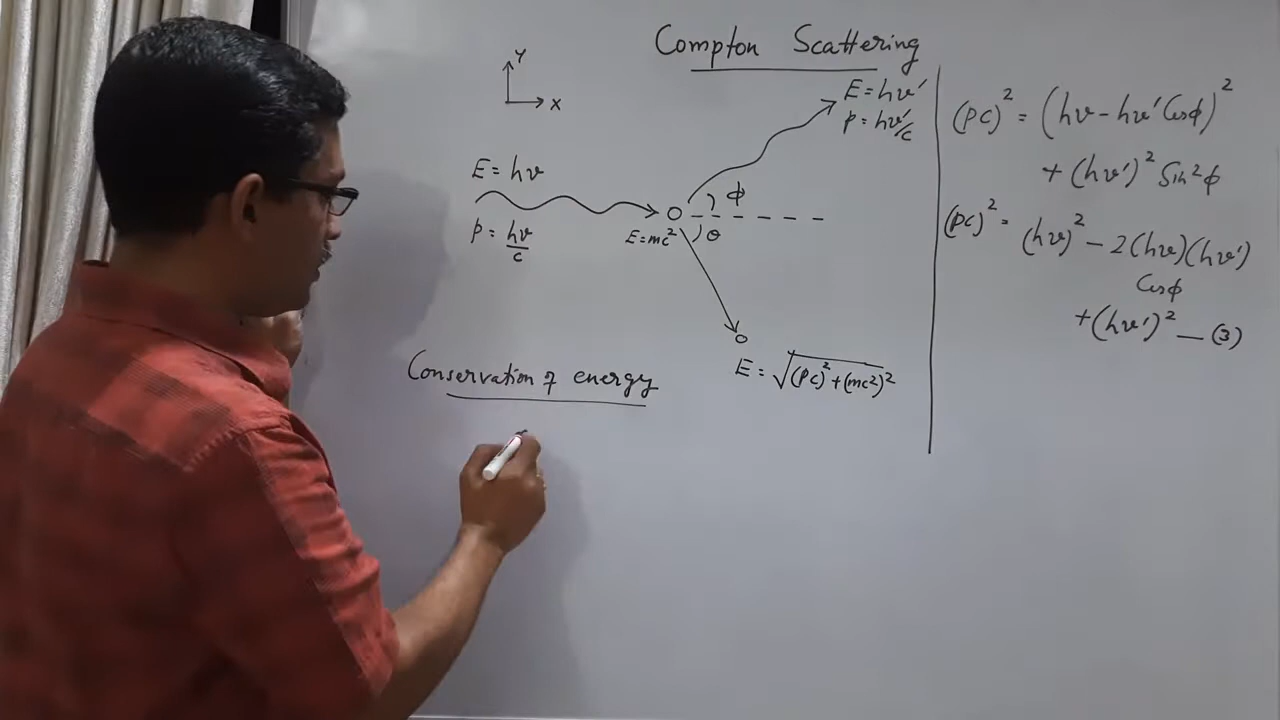 Compton Scattering
Y
X
E = hν'
p = hν'/c
E = hν
p = hν/c
ϕ
E=mc²
θ
E = √(pc)²+(mc²)²
Conservation of energy
(pc)² = (hν - hν' Cosϕ)²
+ (hν')² Sin²ϕ
(pc)² = (hν)² - 2(hν)(hν')
Cosϕ
+(hν')² — (3)